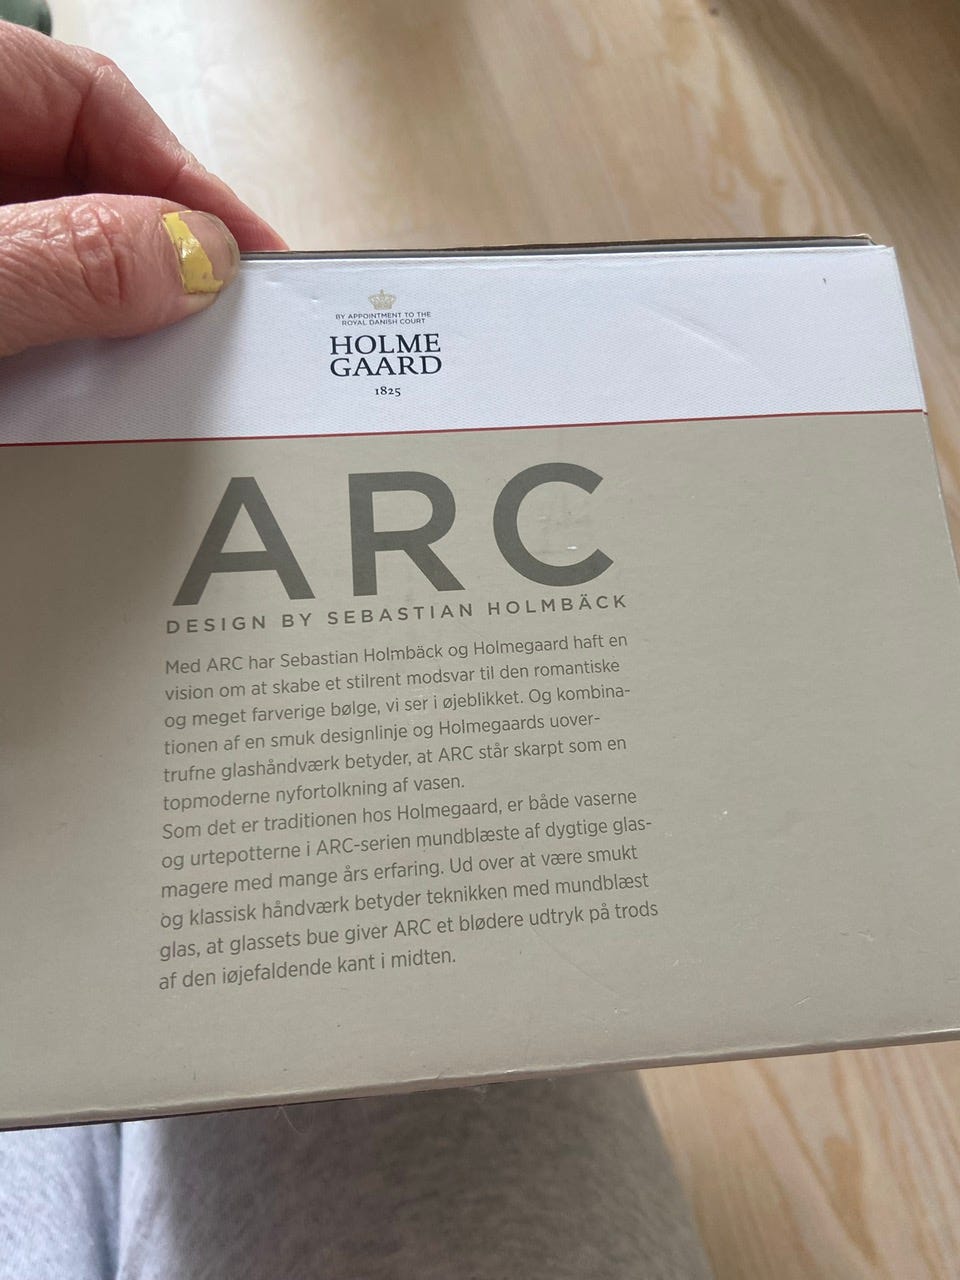 BY APPOINTMENT TO THE
ROYAL DANISH COURT
HOLME
GAARD
1825
ARC
DESIGN BY SEBASTIAN HOLMBÄCK
Med ARC har Sebastian Holmbäck og Holmegaard haft en
vision om at skabe et stilrent modsvar til den romantiske
og meget farverige bølge, vi ser i øjeblikket. Og kombina-
tionen af en smuk designlinje og Holmegaards uover-
trufne glashåndværk betyder, at ARC står skarpt som en
topmoderne nyfortolkning af vasen.
Som det er traditionen hos Holmegaard, er både vaserne
og urtepotterne i ARC-serien mundblæste af dygtige glas-
magere med mange års erfaring. Ud over at være smukt
og klassisk håndværk betyder teknikken med mundblæst
glas, at glassets bue giver ARC et blødere udtryk på trods
af den iøjefaldende kant i midten.